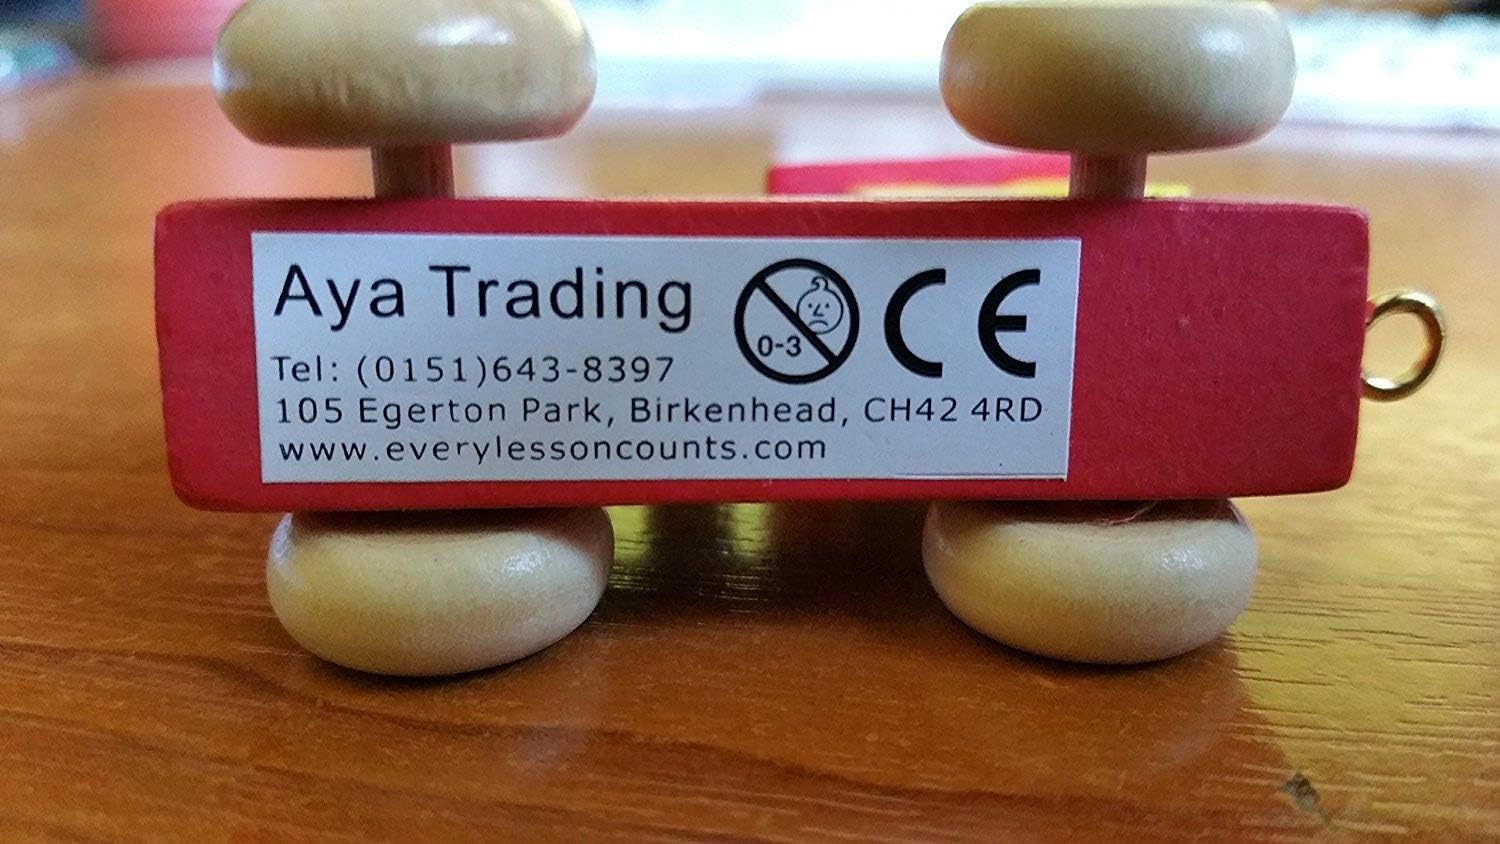 Aya Trading
0-3
CE
Tel: (0151)643-8397
105 Egerton Park, Birkenhead, CH42 4RD
www.everylessoncounts.com